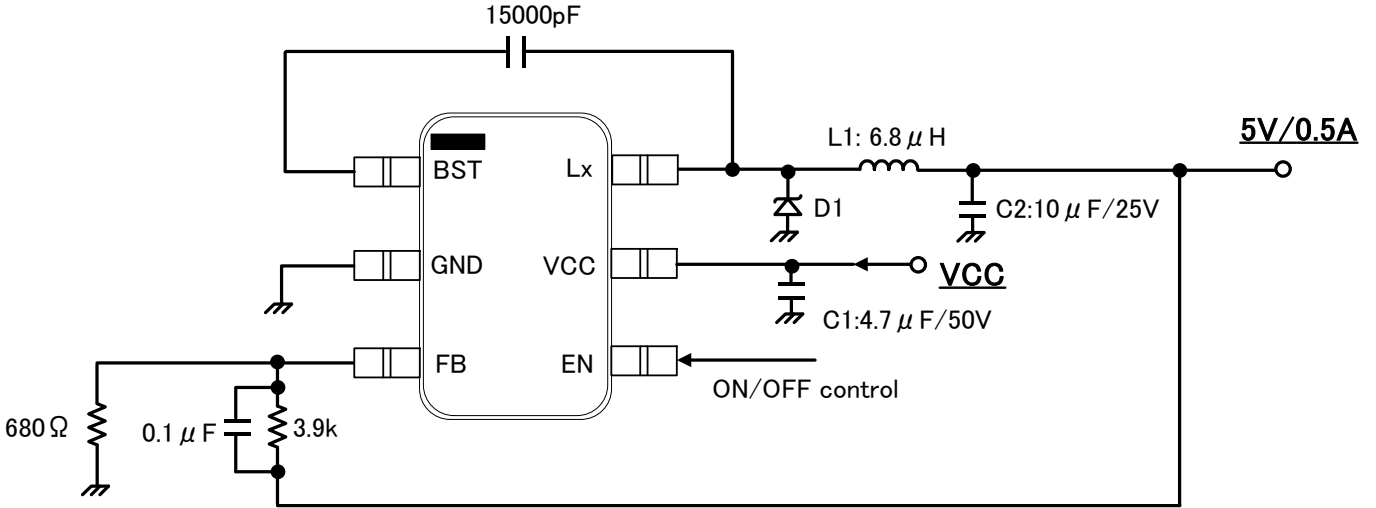 15000pF
5V/0.5A
L1: 6.8μH
BST
Lx
D1
C2:10μF/25V
GND
VCC
VCC
C1:4.7μF/50V
FB
EN
ON/OFF control
680Ω
0.1μF
3.9k